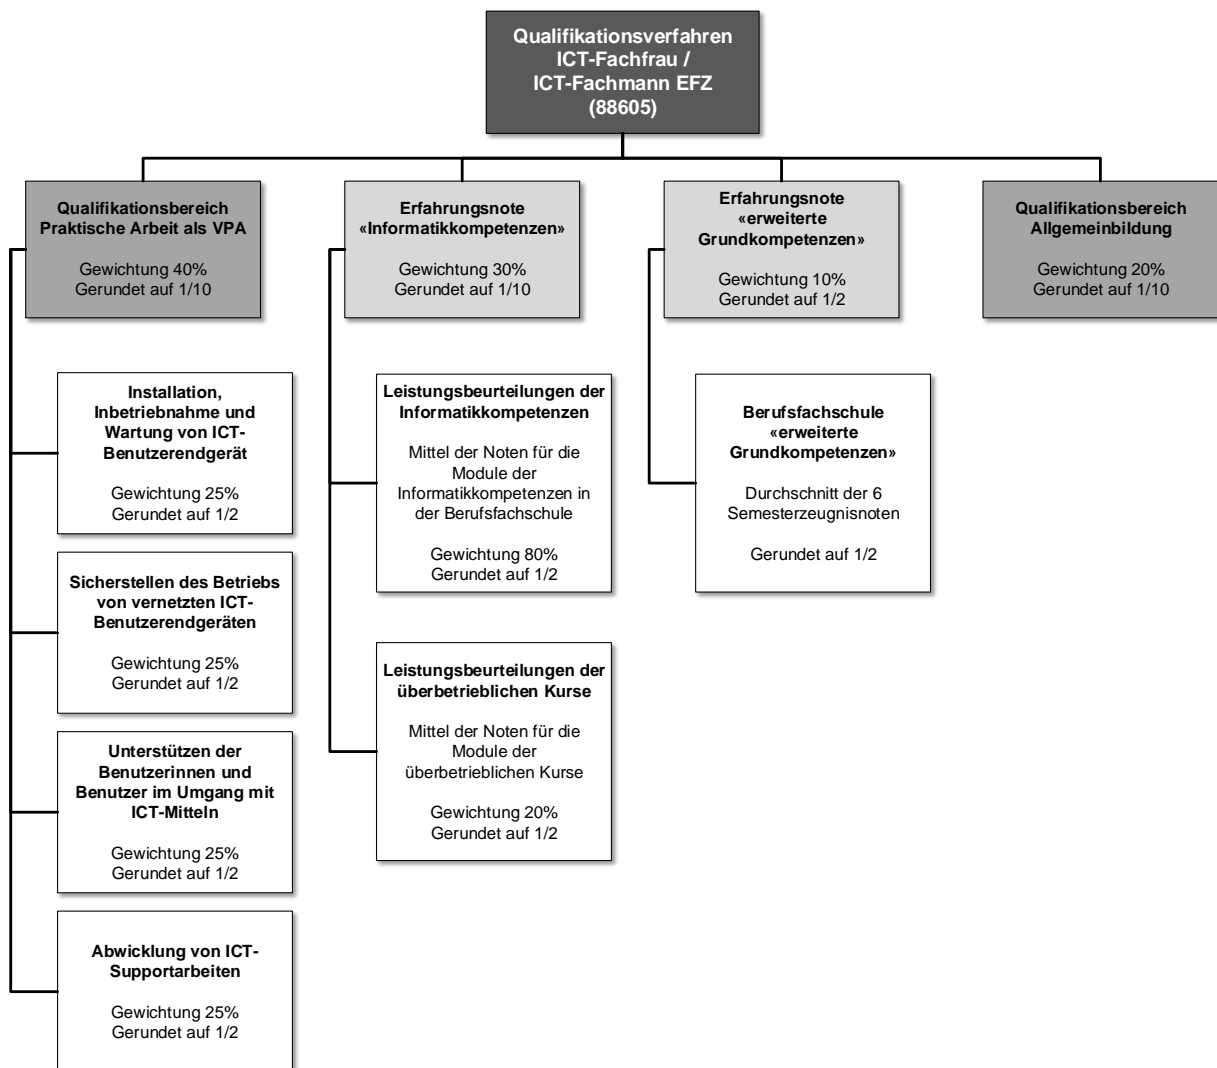 Qualifikationsverfahren
ICT-Fachfrau /
ICT-Fachmann EFZ
(88605)
Qualifikationsbereich
Praktische Arbeit als VPA
Gewichtung 40%
Gerundet auf 1/10
Erfahrungsnote
«Informatikkompetenzen»
Gewichtung 30%
Gerundet auf 1/10
Erfahrungsnote
«erweiterte
Grundkompetenzen»
Gewichtung 10%
Gerundet auf 1/2
Qualifikationsbereich
Allgemeinbildung
Gewichtung 20%
Gerundet auf 1/10
Installation,
Inbetriebnahme und
Wartung von ICT-
Benutzerendgerät
Gewichtung 25%
Gerundet auf 1/2
Sicherstellen des Betriebs
von vernetzten ICT-
Benutzerendgeräten
Gewichtung 25%
Gerundet auf 1/2
Unterstützen der
Benutzerinnen und
Benutzer im Umgang mit
ICT-Mitteln
Gewichtung 25%
Gerundet auf 1/2
Abwicklung von ICT-
Supportarbeiten
Gewichtung 25%
Gerundet auf 1/2
Leistungsbeurteilungen der
Informatikkompetenzen
Mittel der Noten für die
Module der
Informatikkompetenzen in
der Berufsfachschule
Gewichtung 80%
Gerundet auf 1/2
Leistungsbeurteilungen der
überbetrieblichen Kurse
Mittel der Noten für die
Module der
überbetrieblichen Kurse
Gewichtung 20%
Gerundet auf 1/2
Berufsfachschule
«erweiterte
Grundkompetenzen»
Durchschnitt der 6
Semesterzeugnisnoten
Gerundet auf 1/2